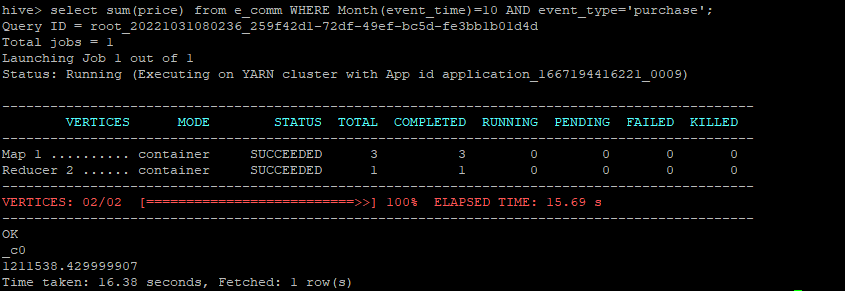 hive> select sum(price) from e_comm WHERE Month(event_time)=10 AND event_type='purchase';
Query ID = root_20221031080236_259f42d1-72df-49ef-bc5d-fe3bb1b01d4d
Total jobs = 1
Launching Job 1 out of 1
Status: Running (Executing on YARN cluster with App id application_1667194416221_0009)
----------------------------------------------------------------------------------------------
VERTICES MODE STATUS TOTAL COMPLETED RUNNING PENDING FAILED KILLED
----------------------------------------------------------------------------------------------
Map 1 .......... container SUCCEEDED 3 3 0 0 0 0
Reducer 2 ...... container SUCCEEDED 1 1 0 0 0 0
----------------------------------------------------------------------------------------------
VERTICES: 02/02 [==========================>>] 100% ELAPSED TIME: 15.69 s
----------------------------------------------------------------------------------------------
OK
_c0
1211538.429999907
Time taken: 16.38 seconds, Fetched: 1 row(s)